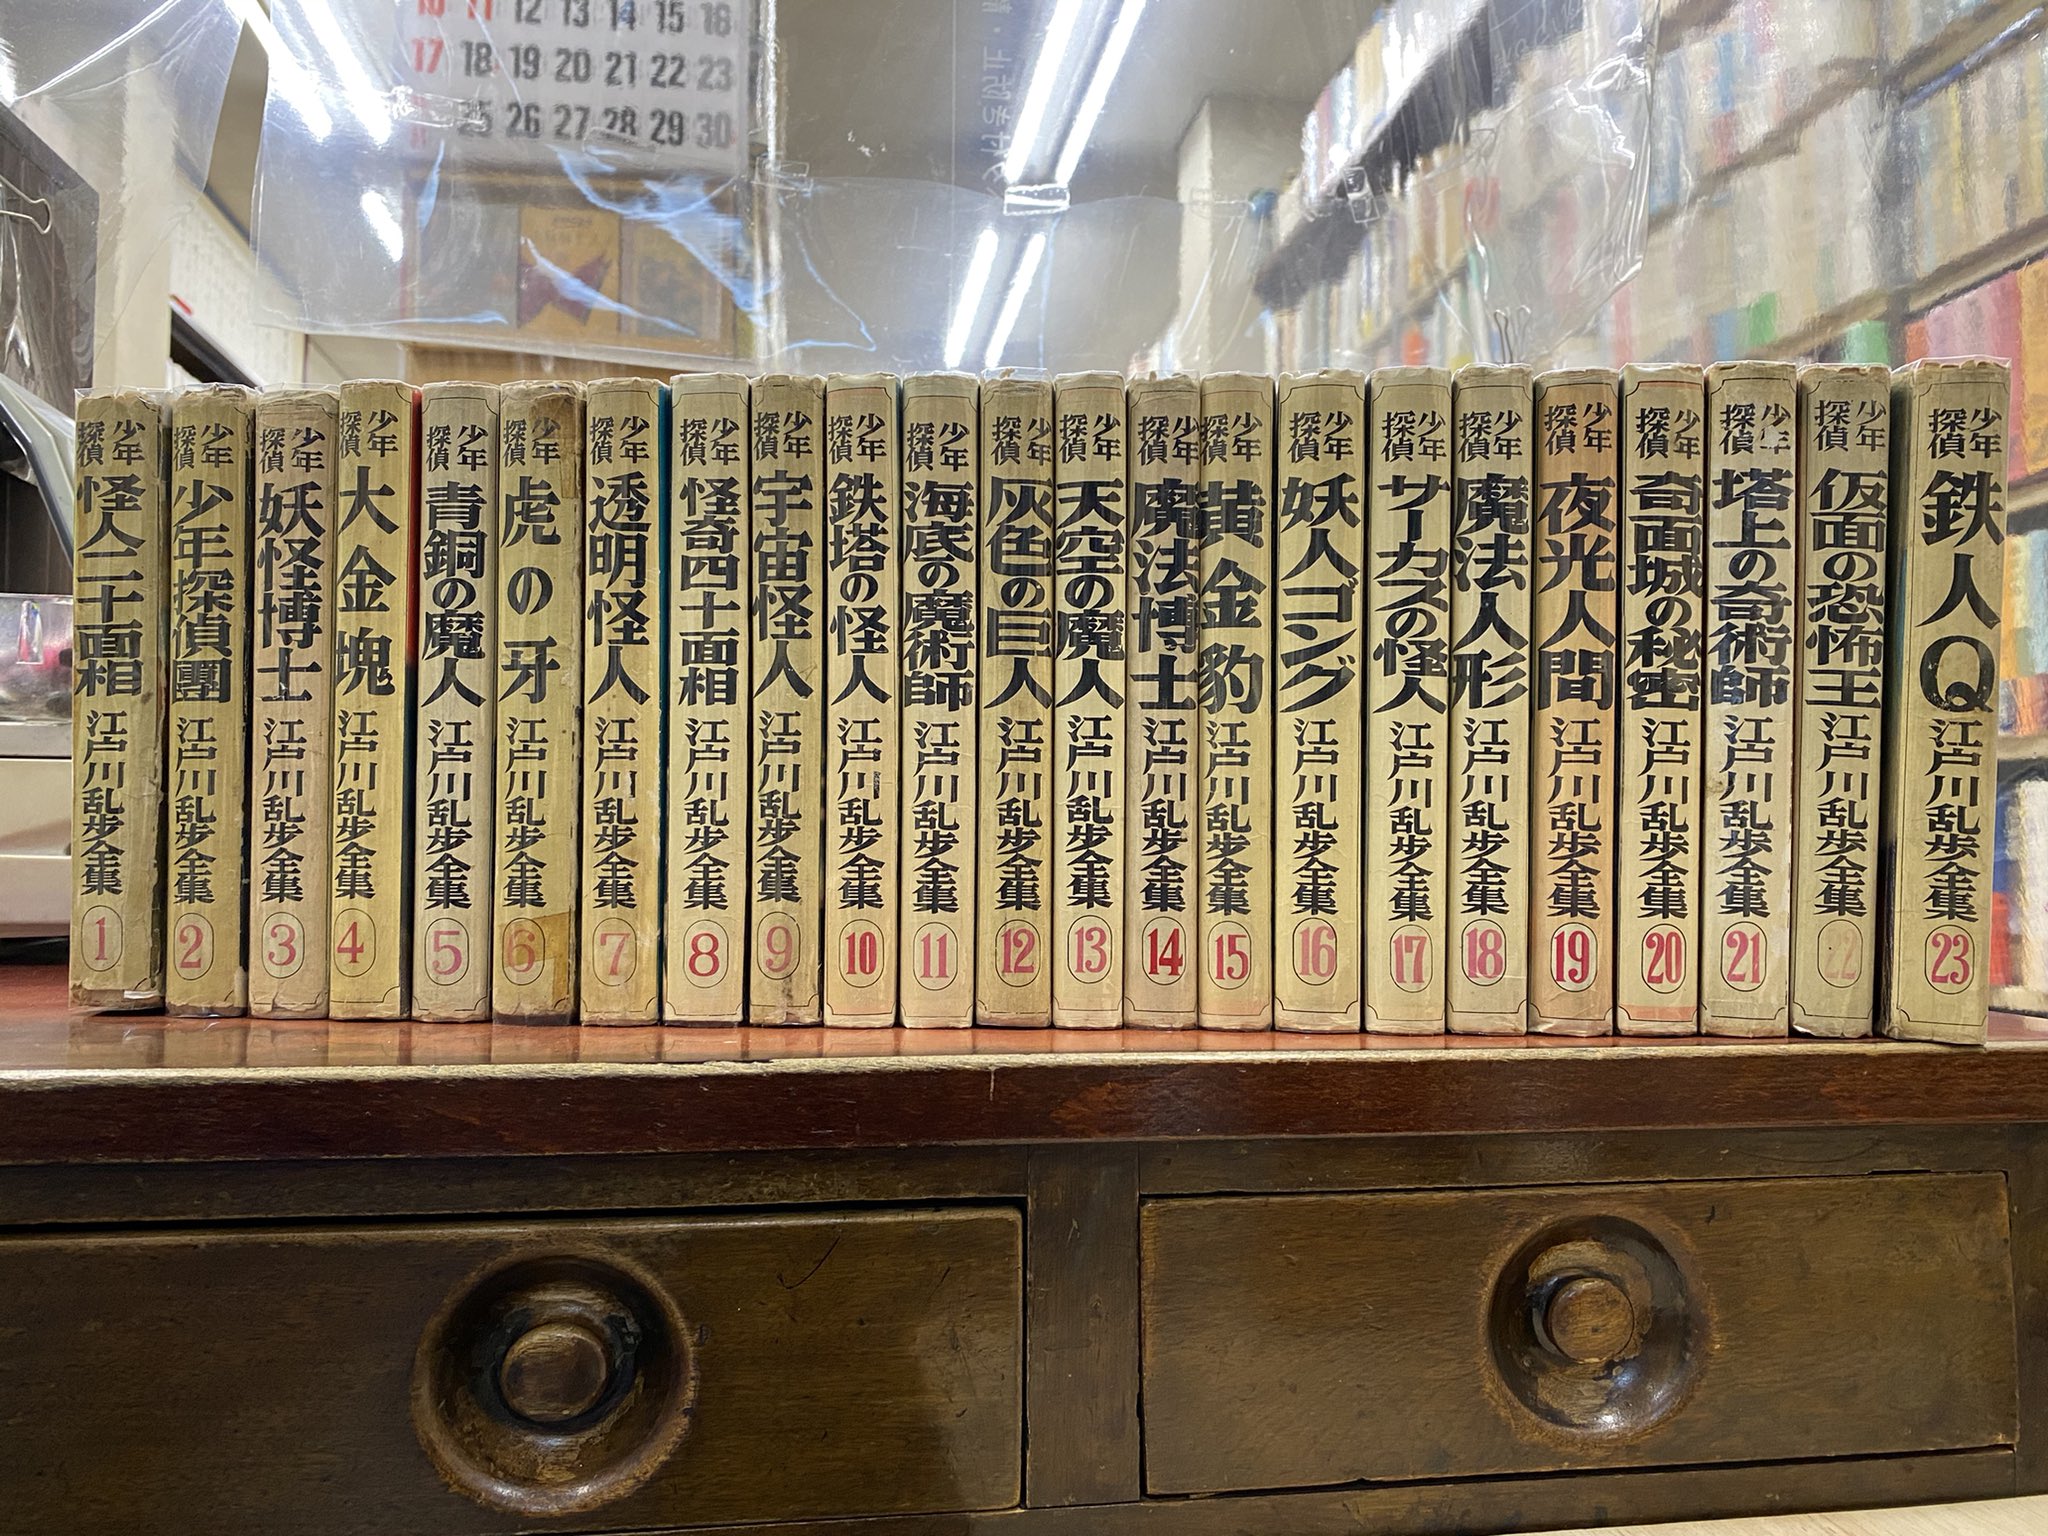 10 11 12 13 14 15 16
17 18 19 20 21 22 23
25 26 27 28 29 30
少年探偵 怪人二十面相 江戸川乱歩全集 1
少年探偵 少年探偵團 江戸川乱歩全集 2
少年探偵 妖怪博士 江戸川乱歩全集 3
少年探偵 大金塊 江戸川乱歩全集 4
少年探偵 青銅の魔人 江戸川乱歩全集 5
少年探偵 虎の牙 江戸川乱歩全集 6
少年探偵 透明怪人 江戸川乱歩全集 7
少年探偵 怪奇四十面相 江戸川乱歩全集 8
少年探偵 宇宙怪人 江戸川乱歩全集 9
少年探偵 鉄塔の怪人 江戸川乱歩全集 10
少年探偵 海底の魔術師 江戸川乱歩全集 11
少年探偵 灰色の巨人 江戸川乱歩全集 12
少年探偵 天空の魔人 江戸川乱歩全集 13
少年探偵 魔法博士 江戸川乱歩全集 14
少年探偵 黄金豹 江戸川乱歩全集 15
少年探偵 妖人ゴング 江戸川乱歩全集 16
少年探偵 サーカスの怪人 江戸川乱歩全集 17
少年探偵 魔法人形 江戸川乱歩全集 18
少年探偵 夜光人間 江戸川乱歩全集 19
少年探偵 奇面城の秘密 江戸川乱歩全集 20
少年探偵 塔上の奇術師 江戸川乱歩全集 21
少年探偵 仮面の恐怖王 江戸川乱歩全集 22
少年探偵 鉄人Q 江戸川乱歩全集 23